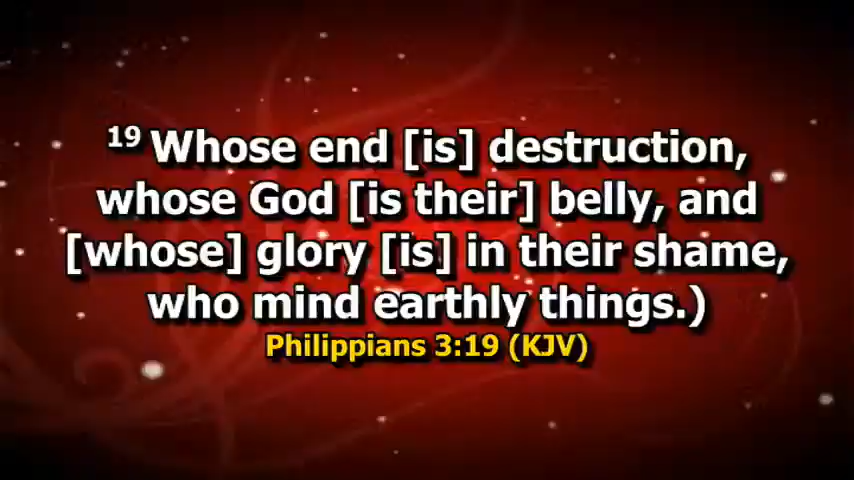 19 Whose end [is] destruction,
whose God [is their] belly, and
[whose] glory [is] in their shame,
who mind earthly things.)
Philippians 3:19 (KJV)